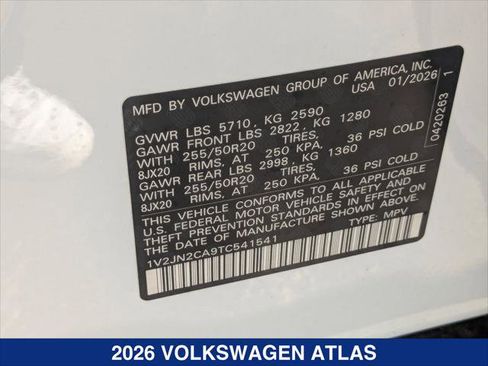 MFD BY VOLKSWAGEN GROUP OF AMERICA, INC.
USA 01/2026
GVWR LBS 5710, KG 2590
GAWR FRONT LBS 2822, KG 1280
WITH 255/50R20 TIRES,
8JX20 RIMS. AT 250 KPA, 36 PSI COLD
GAWR REAR LBS 2998, KG 1360
WITH 255/50R20 TIRES,
8JX20 RIMS. AT 250 KPA, 36 PSI COLD
THIS VEHICLE CONFORMS TO ALL APPLICABLE
U.S. FEDERAL MOTOR VEHICLE SAFETY AND
THEFT PREVENTION STANDARDS IN EFFECT ON
THE DATE OF MANUFACTURE SHOWN ABOVE.
1V2JN2CA9TC541541 TYPE: MPV
0420263 1
2026 VOLKSWAGEN ATLAS